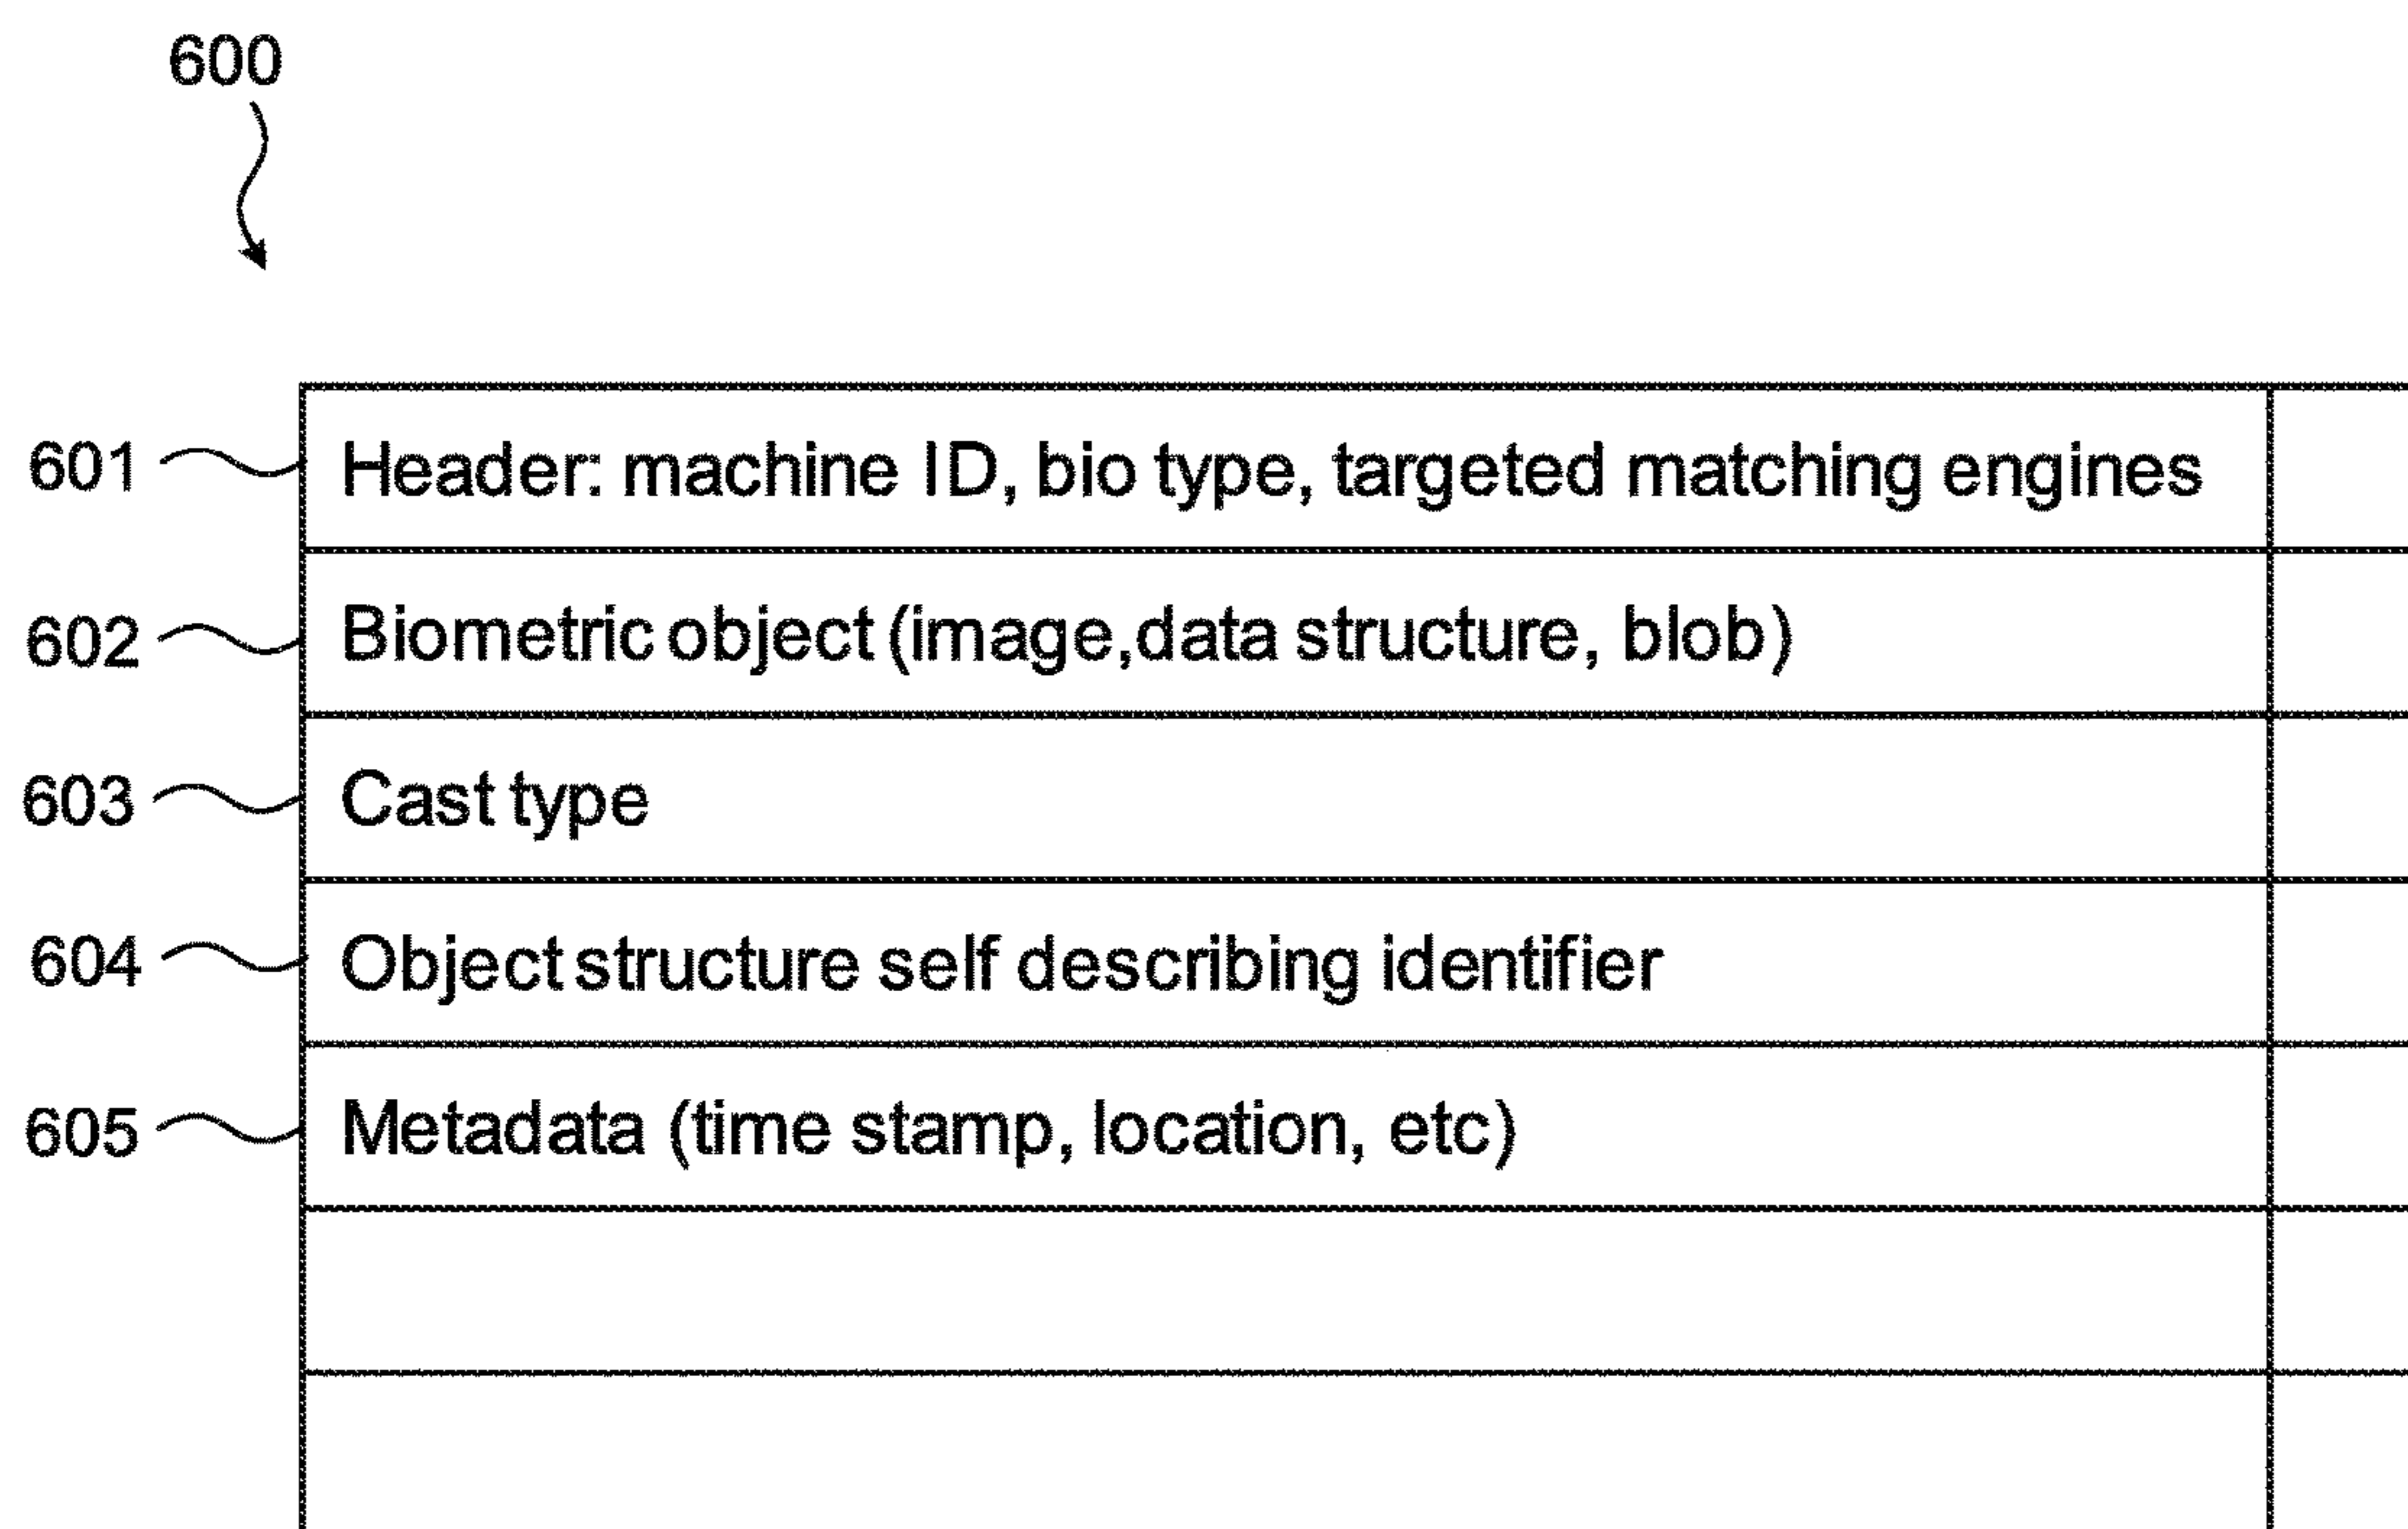 600
601 Header: machine ID, bio type, targeted matching engines
602 Biometric object (image,data structure, blob)
603 Cast type
604 Object structure self describing identifier
605 Metadata (time stamp, location, etc)